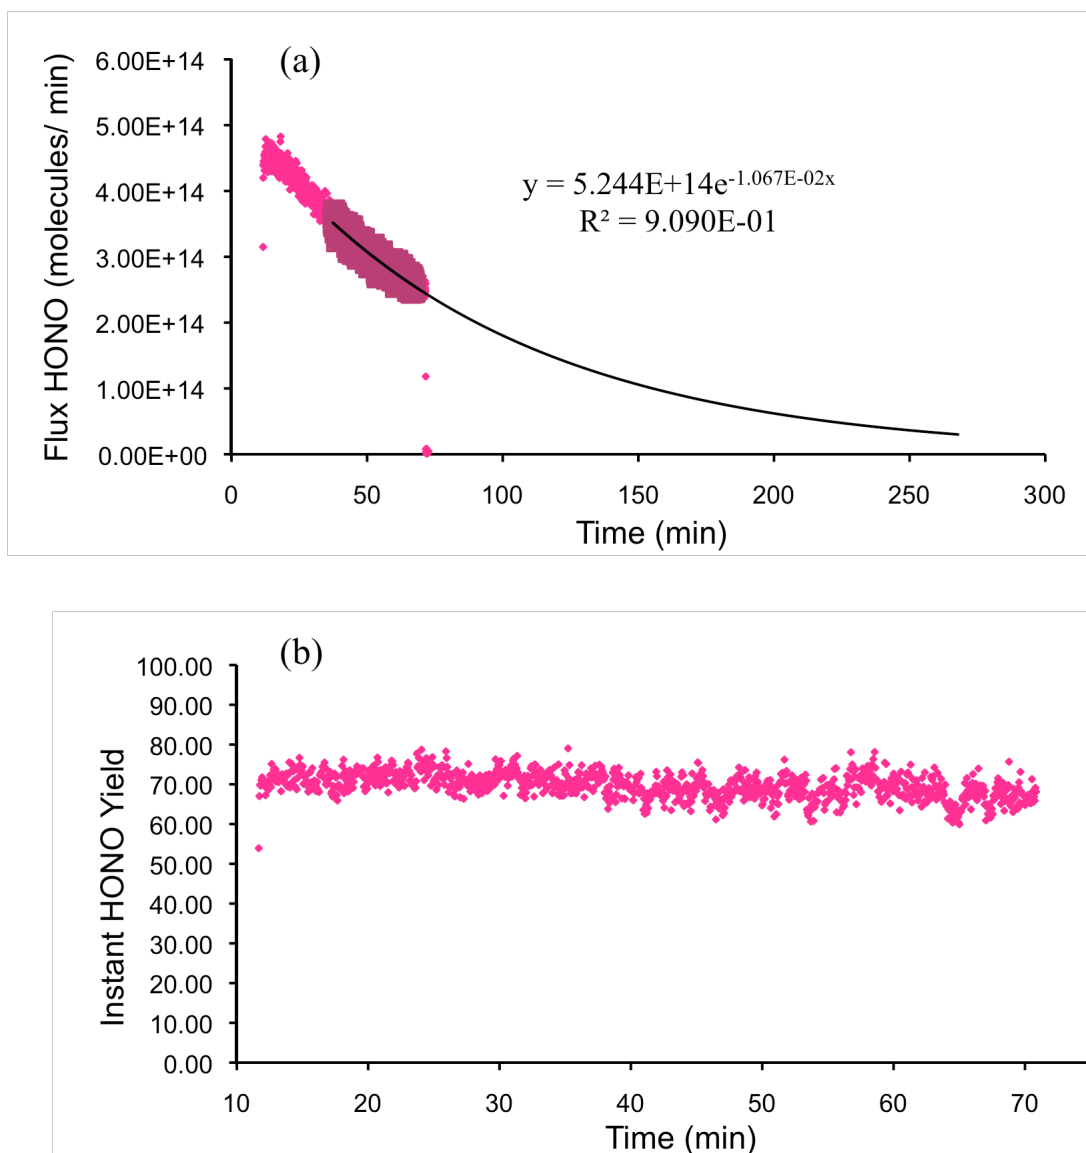 (a)
Flux HONO (molecules/ min)
6.00E+14
5.00E+14
4.00E+14
3.00E+14
2.00E+14
1.00E+14
0.00E+00
y = 5.244E+14e-1.067E-02x
R² = 9.090E-01
0 50 100 150 200 250 300
Time (min)
(b)
Instant HONO Yield
100.00
90.00
80.00
70.00
60.00
50.00
40.00
30.00
20.00
10.00
0.00
10 20 30 40 50 60 70
Time (min)